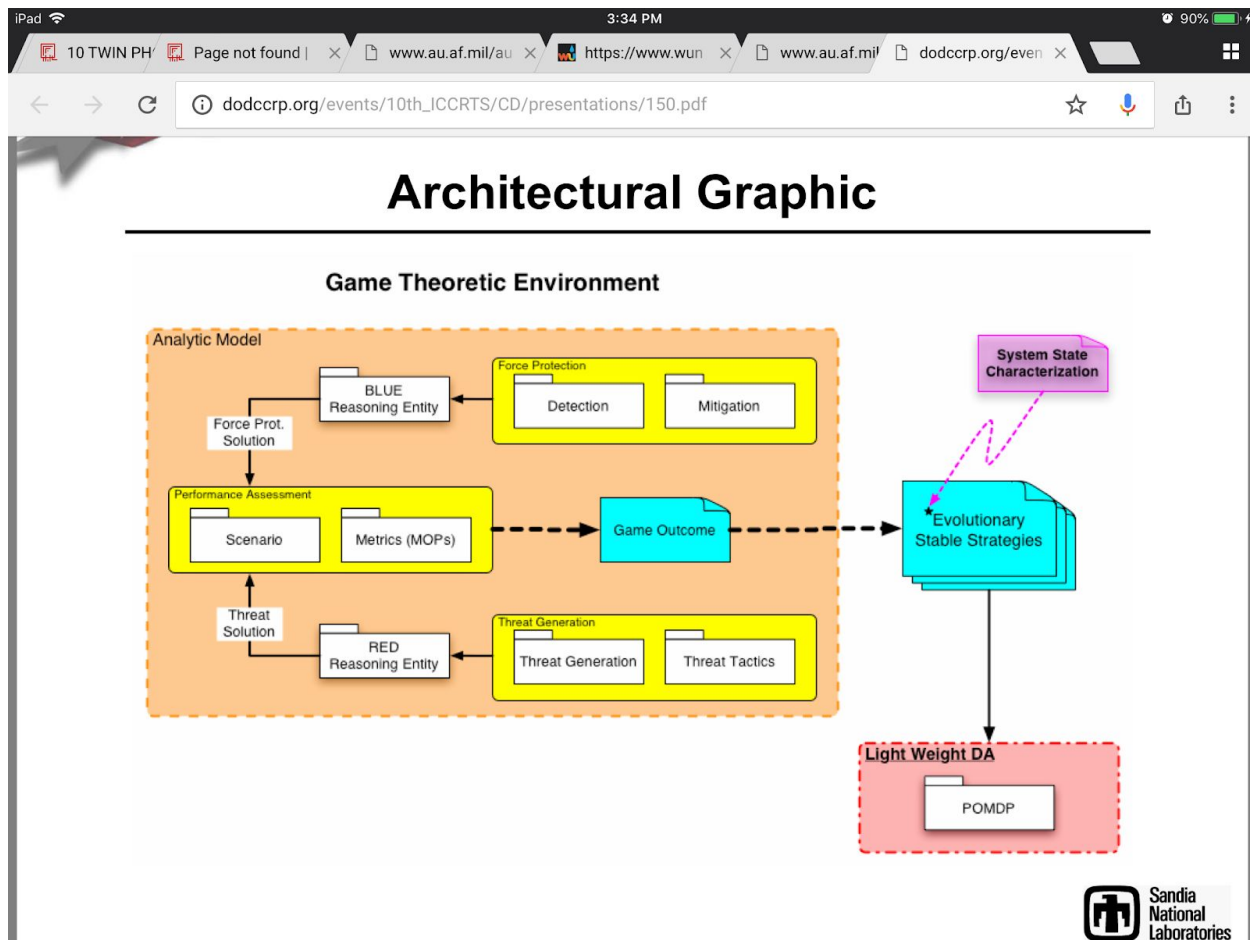 iPad
3:34 PM
90%
10 TWIN PH
Page not found |
www.au.af.mil/au
https://www.wun
www.au.af.mil
dodccrp.org/even
dodccrp.org/events/10th_ICCRTS/CD/presentations/150.pdf
Architectural Graphic
Game Theoretic Environment
Analytic Model
BLUE
Reasoning Entity
Force Protection
Detection
Mitigation
Force Prot.
Solution
System State
Characterization
Performance Assessment
Scenario
Metrics (MOPs)
Game Outcome
Evolutionary
Stable Strategies
Threat
Solution
RED
Reasoning Entity
Threat Generation
Threat Generation
Threat Tactics
Light Weight DA
POMDP
Sandia
National
Laboratories